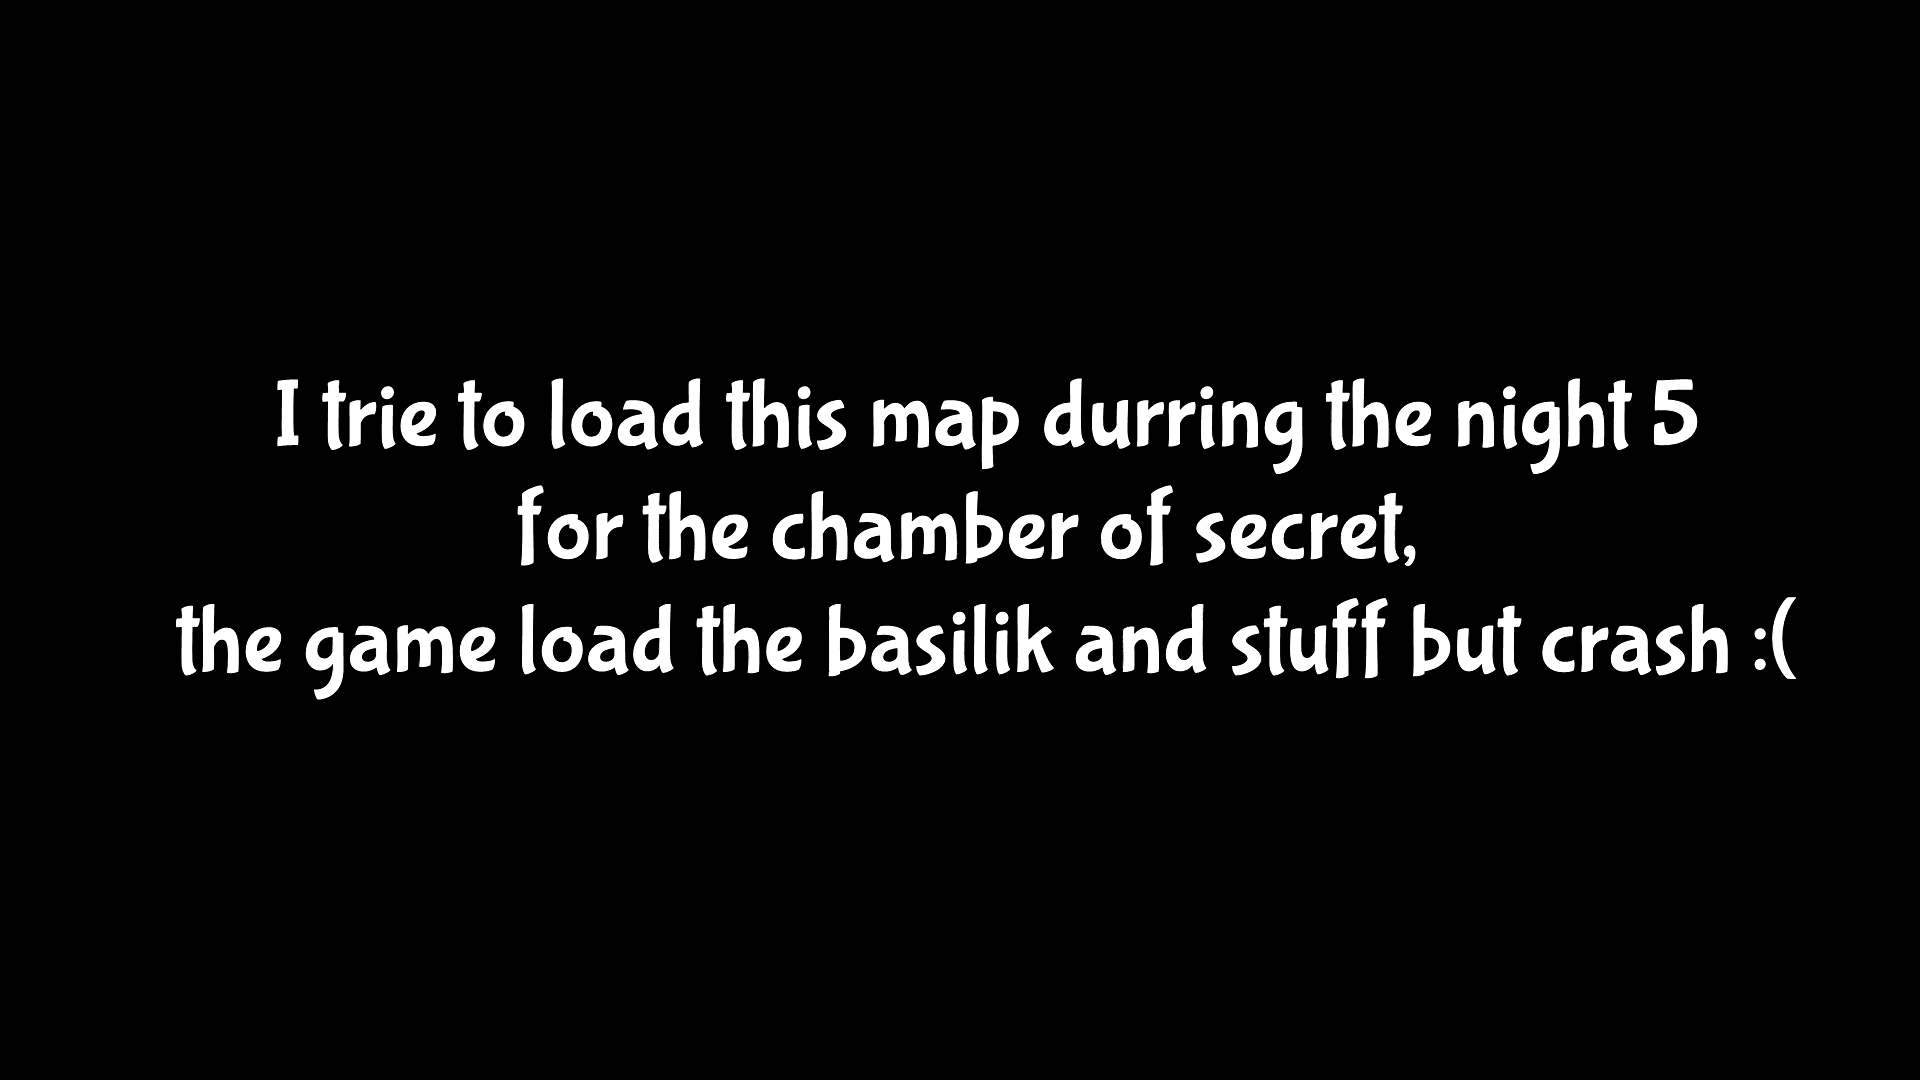 I trie to load this map durring the night 5
for the chamber of secret,
the game load the basilik and stuff but crash :(